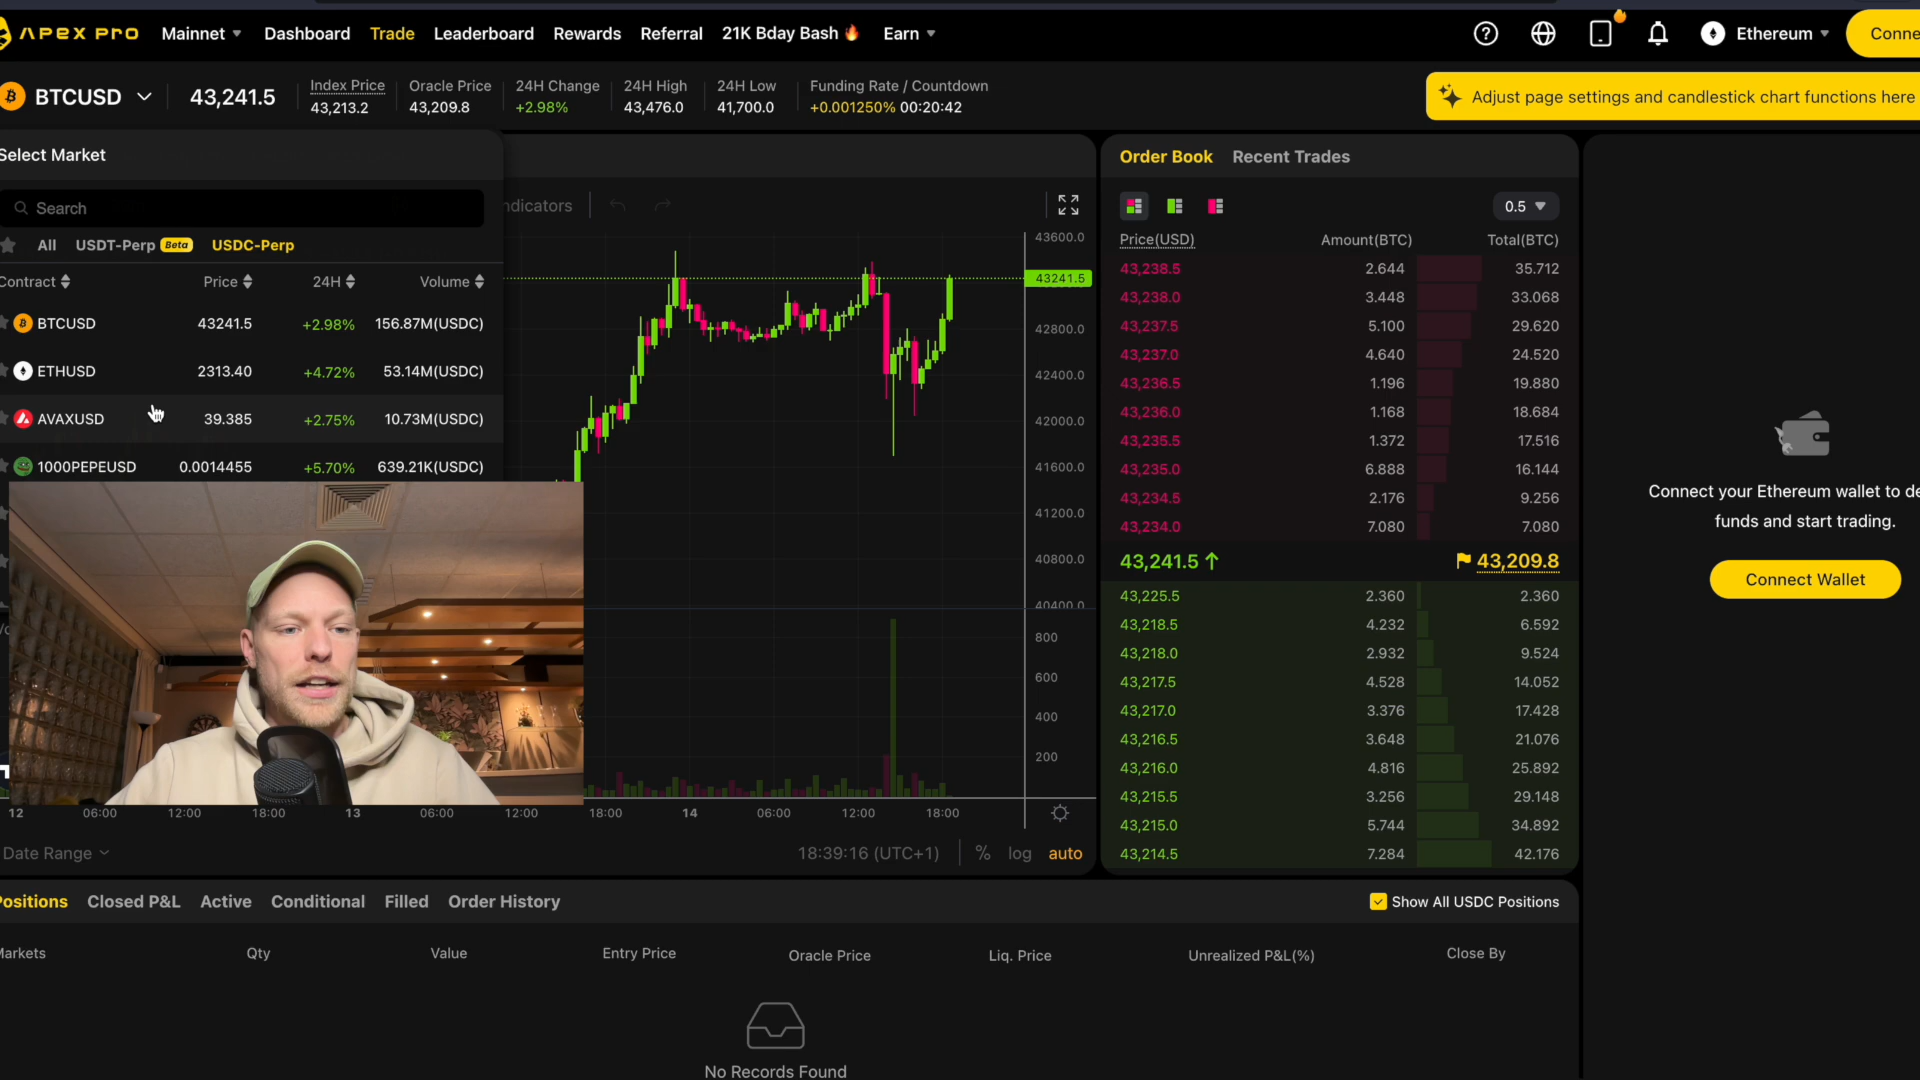 APEX PRO Mainnet Dashboard Trade Leaderboard Rewards Referral 21K Bday Bash 🔥 Earn Ethereum Conne
BTCUSD 43,241.5
Index Price Oracle Price 24H Change 24H High 24H Low Funding Rate / Countdown
43,213.2 43,209.8 +2.98% 43,476.0 41,700.0 +0.001250% 00:20:42
Adjust page settings and candlestick chart functions here
Select Market
Search
All USDT-Perp Beta USDC-Perp
Contract Price 24H Volume
BTCUSD 43241.5 +2.98% 156.87M(USDC)
ETHUSD 2313.40 +4.72% 53.14M(USDC)
AVAXUSD 39.385 +2.75% 10.73M(USDC)
1000PEPEUSD 0.0014455 +5.70% 639.21K(USDC)
ndicators
43600.0
43241.5
42800.0
42400.0
42000.0
41600.0
41200.0
40800.0
40400.0
800
600
400
200
12 06:00 12:00 18:00 13 06:00 12:00 18:00 14 06:00 12:00 18:00
Date Range 18:39:16 (UTC+1) % log auto
Order Book Recent Trades
0.5
Price(USD) Amount(BTC) Total(BTC)
43,238.5 2.644 35.712
43,238.0 3.448 33.068
43,237.5 5.100 29.620
43,237.0 4.640 24.520
43,236.5 1.196 19.880
43,236.0 1.168 18.684
43,235.5 1.372 17.516
43,235.0 6.888 16.144
43,234.5 2.176 9.256
43,234.0 7.080 7.080
43,241.5 ↑ 43,209.8
43,225.5 2.360 2.360
43,218.5 4.232 6.592
43,218.0 2.932 9.524
43,217.5 4.528 14.052
43,217.0 3.376 17.428
43,216.5 3.648 21.076
43,216.0 4.816 25.892
43,215.5 3.256 29.148
43,215.0 5.744 34.892
43,214.5 7.284 42.176
Connect your Ethereum wallet to de
funds and start trading.
Connect Wallet
Positions Closed P&L Active Conditional Filled Order History Show All USDC Positions
Markets Qty Value Entry Price Oracle Price Liq. Price Unrealized P&L(%) Close By
No Records Found